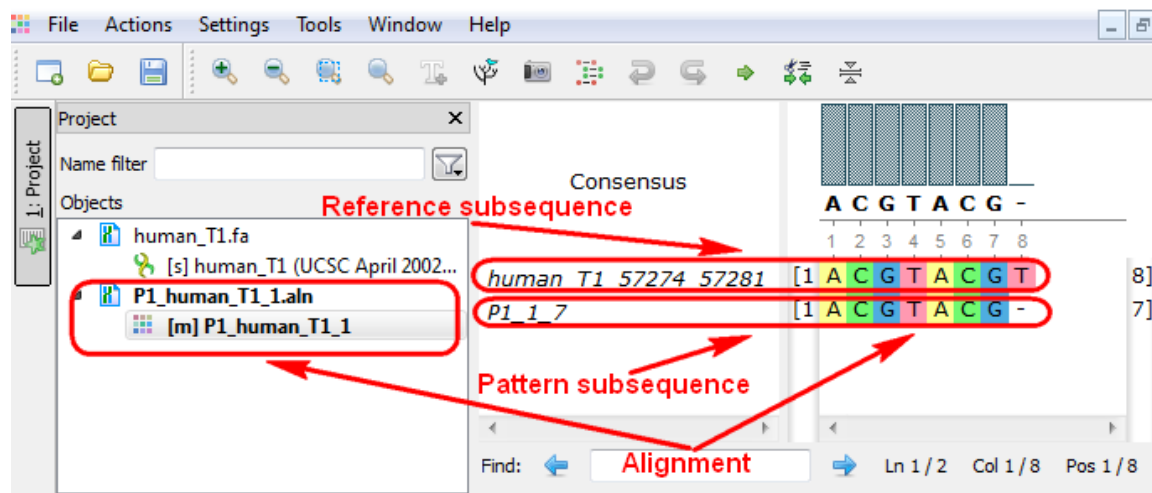 File Actions Settings Tools Window Help
1: Project
Project
Name filter
Objects
human_T1.fa
[s] human_T1 (UCSC April 2002...
P1_human_T1_1.aln
[m] P1_human_T1_1
Consensus
Reference subsequence
A C G T A C G -
1 2 3 4 5 6 7 8
human_T1_57274_57281 [1 A C G T A C G T 8]
P1_1_7 [1 A C G T A C G - 7]
Pattern subsequence
Alignment
Find: Ln 1 / 2 Col 1 / 8 Pos 1 / 8